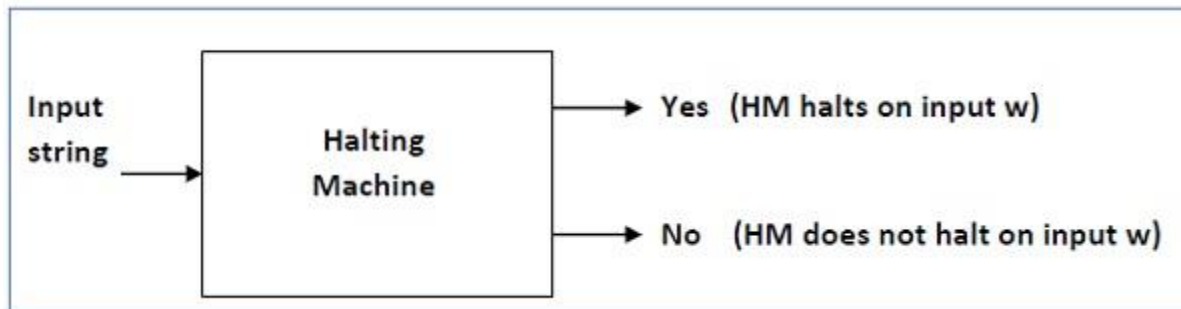 Input
string
Halting
Machine
Yes (HM halts on input w)
No (HM does not halt on input w)